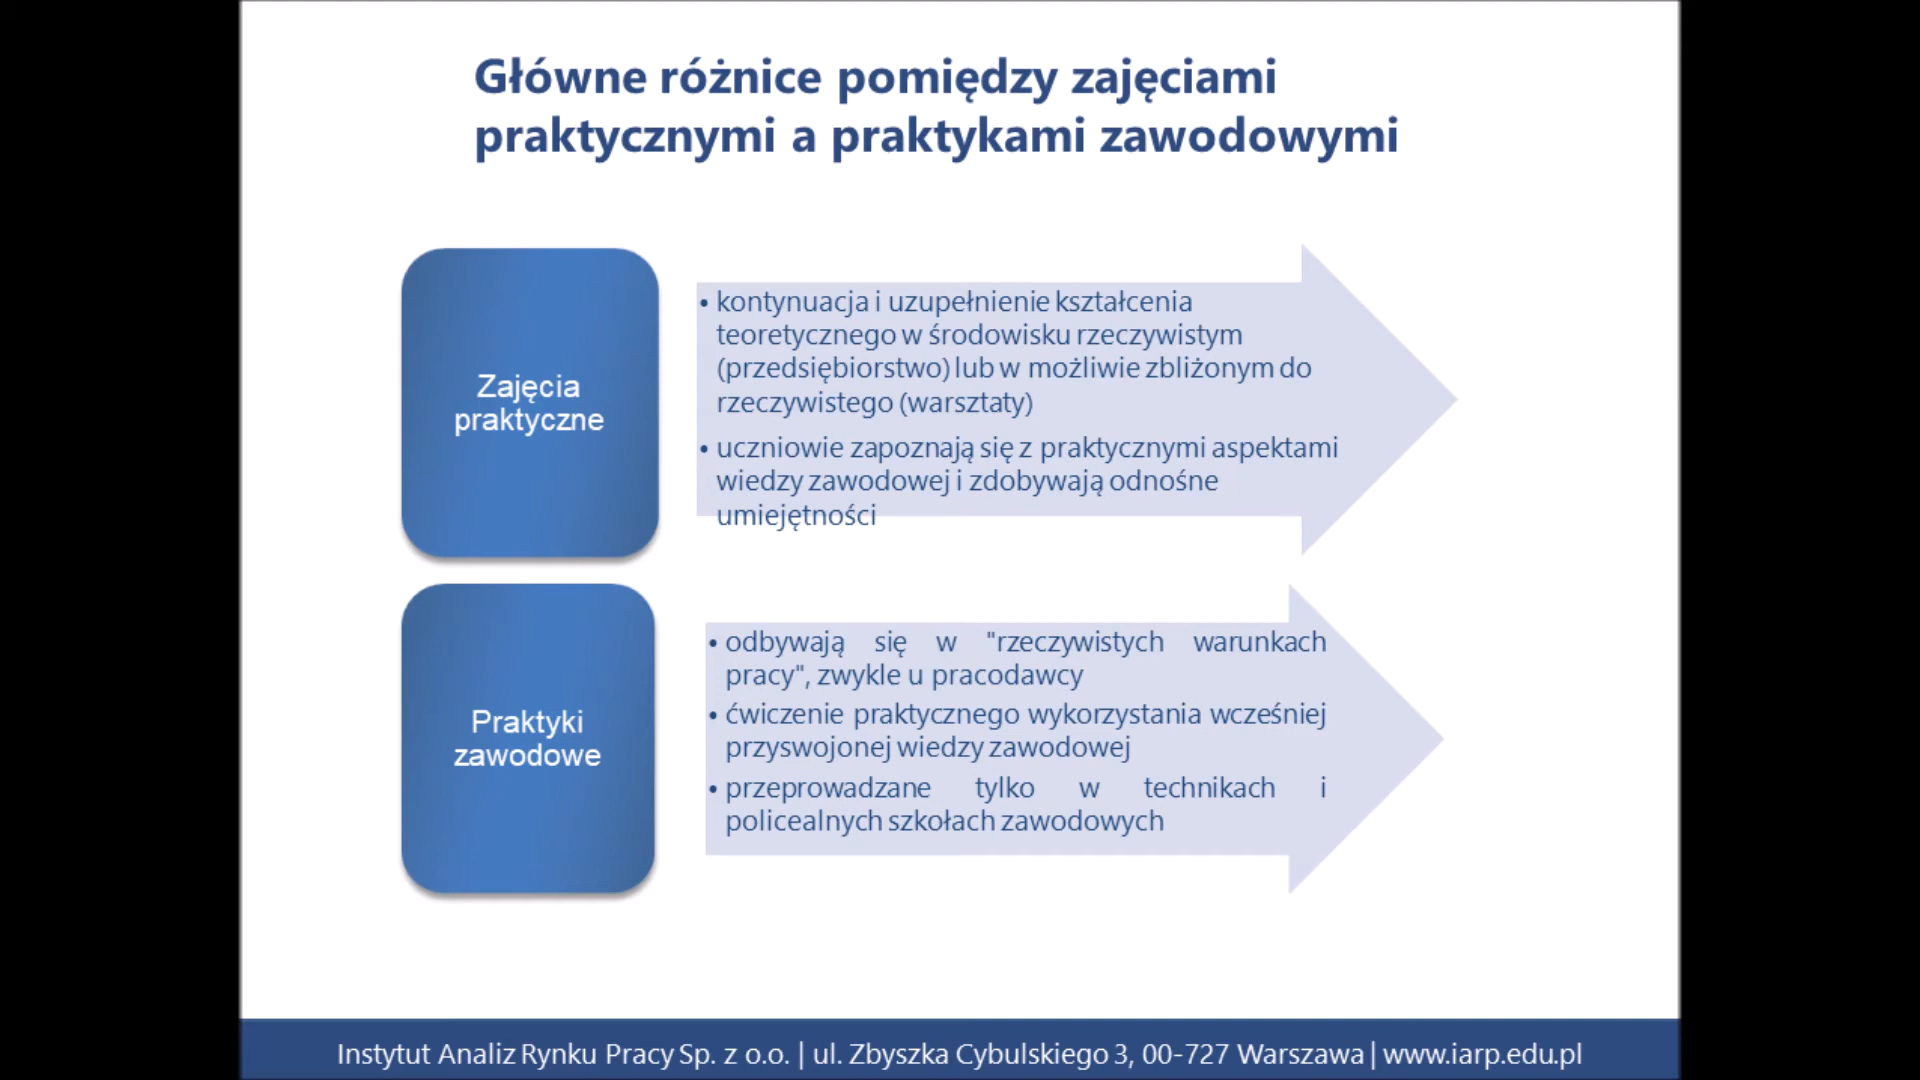 Główne różnice pomiędzy zajęciami
praktycznymi a praktykami zawodowymi
Zajęcia
praktyczne
• kontynuacja i uzupełnienie kształcenia
teoretycznego w środowisku rzeczywistym
(przedsiębiorstwo) lub w możliwie zbliżonym do
rzeczywistego (warsztaty)
• uczniowie zapoznają się z praktycznymi aspektami
wiedzy zawodowej i zdobywają odnośne
umiejętności
Praktyki
zawodowe
• odbywają się w "rzeczywistych warunkach
pracy", zwykle u pracodawcy
• ćwiczenie praktycznego wykorzystania wcześniej
przyswojonej wiedzy zawodowej
• przeprowadzane tylko w technikach i
policealnych szkołach zawodowych
Instytut Analiz Rynku Pracy Sp. z o.o. | ul. Zbyszka Cybulskiego 3, 00-727 Warszawa | www.iarp.edu.pl